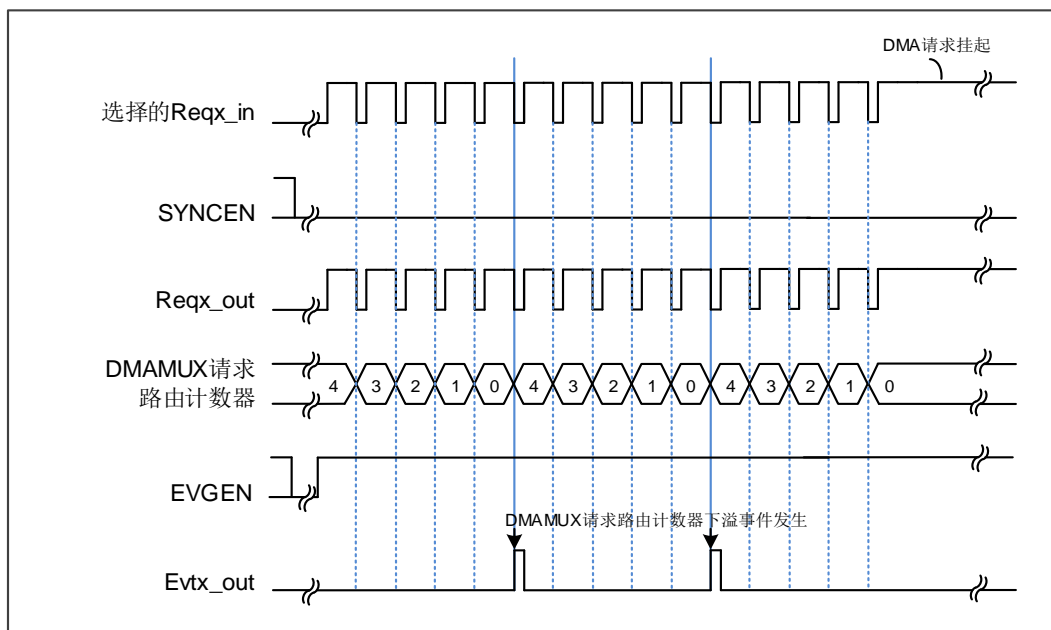 DMA请求挂起
选择的Reqx_in
SYNCEN
Reqx_out
DMAMUX请求
路由计数器
4 3 2 1 0 4 3 2 1 0 4 3 2 1 0
EVGEN
DMAMUX请求路由计数器下溢事件发生
Evtx_out